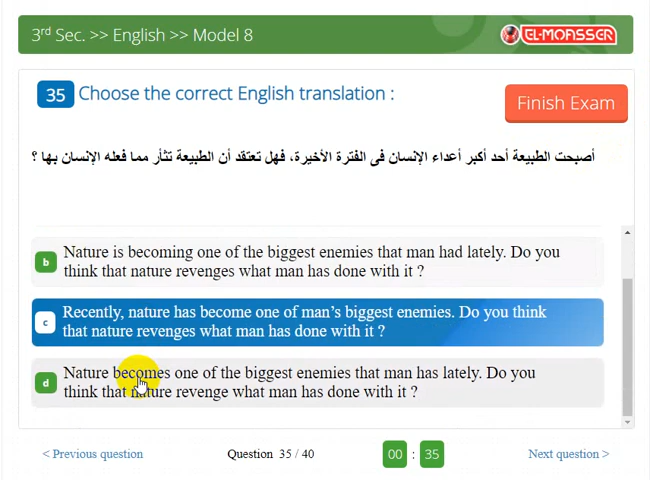 3rd Sec. >> English >> Model 8
EL-MOASSER
35 Choose the correct English translation :
Finish Exam
أصبحت الطبيعة أحد أكبر أعداء الإنسان فى الفترة الأخيرة، فهل تعتقد أن الطبيعة تثأر مما فعله الإنسان بها ؟
b Nature is becoming one of the biggest enemies that man had lately. Do you
think that nature revenges what man has done with it ?
c Recently, nature has become one of man's biggest enemies. Do you think
that nature revenges what man has done with it ?
d Nature becomes one of the biggest enemies that man has lately. Do you
think that nature revenge what man has done with it ?
< Previous question
Question 35 / 40
00 : 35
Next question >